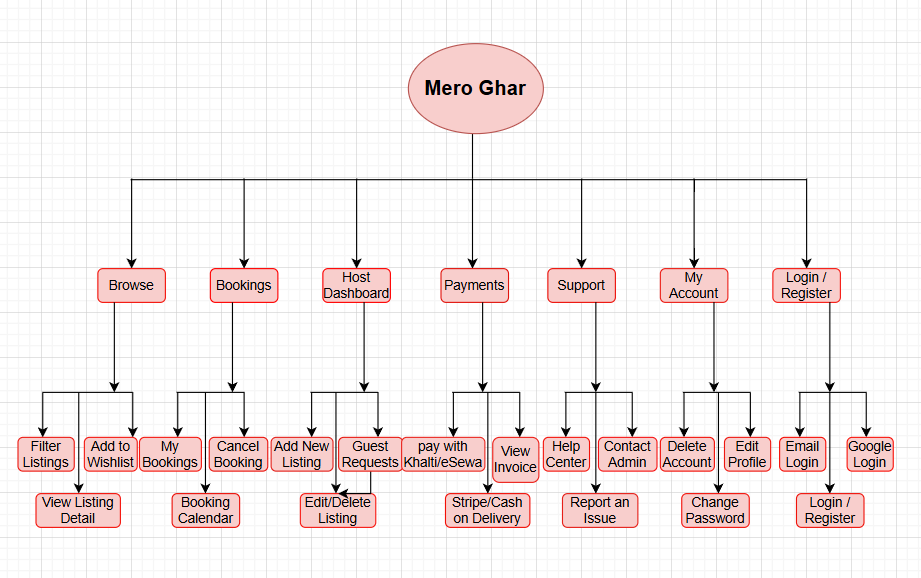 Mero Ghar
Browse
Bookings
Host
Dashboard
Payments
Support
My
Account
Login /
Register
Filter
Listings
Add to
Wishlist
My
Bookings
Cancel
Booking
Add New
Listing
Guest
Requests
pay with
Khalti/eSewa
View
Invoice
Help
Center
Contact
Admin
Delete
Account
Edit
Profile
Email
Login
Google
Login
View Listing
Detail
Booking
Calendar
Edit/Delete
Listing
Stripe/Cash
on Delivery
Report an
Issue
Change
Password
Login /
Register